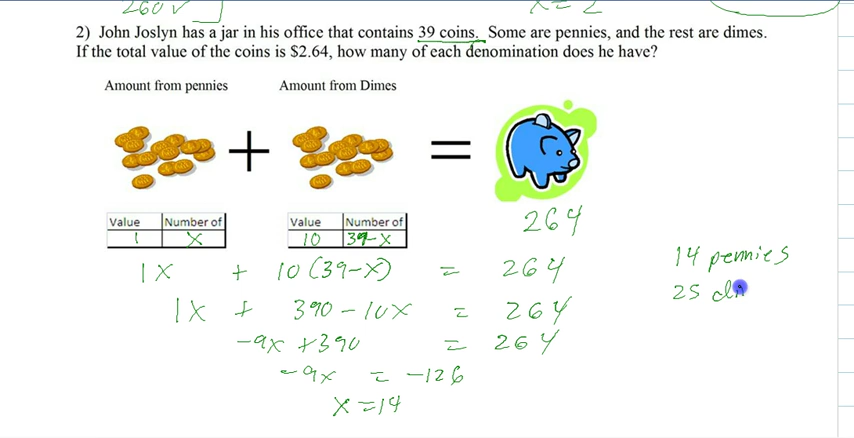 260
x = 2
2) John Joslyn has a jar in his office that contains 39 coins. Some are pennies, and the rest are dimes.
If the total value of the coins is $2.64, how many of each denomination does he have?
Amount from pennies Amount from Dimes
+ =
Value Number of Value Number of 264
1 x 10 39-x
1x + 10(39-x) = 264 14 pennies
1x + 390 - 10x = 264 25 di
-9x + 390 = 264
-9x = -126
x = 14